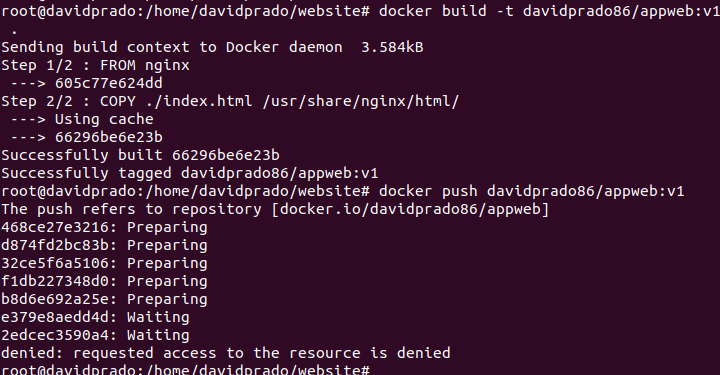 root@davidprado:/home/davidprado/website# docker build -t davidprado86/appweb:v1
.
Sending build context to Docker daemon  3.584kB
Step 1/2 : FROM nginx
 ---> 605c77e624dd
Step 2/2 : COPY ./index.html /usr/share/nginx/html/
 ---> Using cache
 ---> 66296be6e23b
Successfully built 66296be6e23b
Successfully tagged davidprado86/appweb:v1
root@davidprado:/home/davidprado/website# docker push davidprado86/appweb:v1
The push refers to repository [docker.io/davidprado86/appweb]
468ce27e3216: Preparing
d874fd2bc83b: Preparing
32ce5f6a5106: Preparing
f1db227348d0: Preparing
b8d6e692a25e: Preparing
e379e8aedd4d: Waiting
2edcec3590a4: Waiting
denied: requested access to the resource is denied
root@davidprado:/home/davidprado/website#